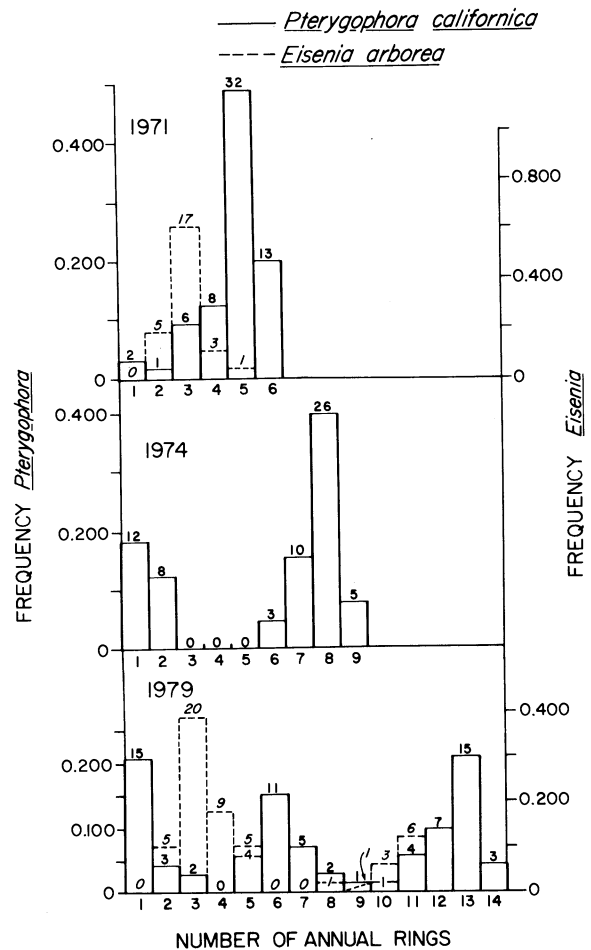 Pterygophora californica
Eisenia arborea
1971
0.400
0.200
0
0.800
0.400
0
2 0 5 1 17 6 8 3 32 1 13
1 2 3 4 5 6
1974
0.400
0.200
0
12 8 0 0 0 3 10 26 5
1 2 3 4 5 6 7 8 9
1979
0.200
0.100
0
0.400
0.200
0
15 0 5 3 20 2 9 0 5 4 11 0 5 0 2 1 1 1 3 1 6 4 7 15 3
1 2 3 4 5 6 7 8 9 10 11 12 13 14
FREQUENCY Pterygophora
FREQUENCY Eisenia
NUMBER OF ANNUAL RINGS